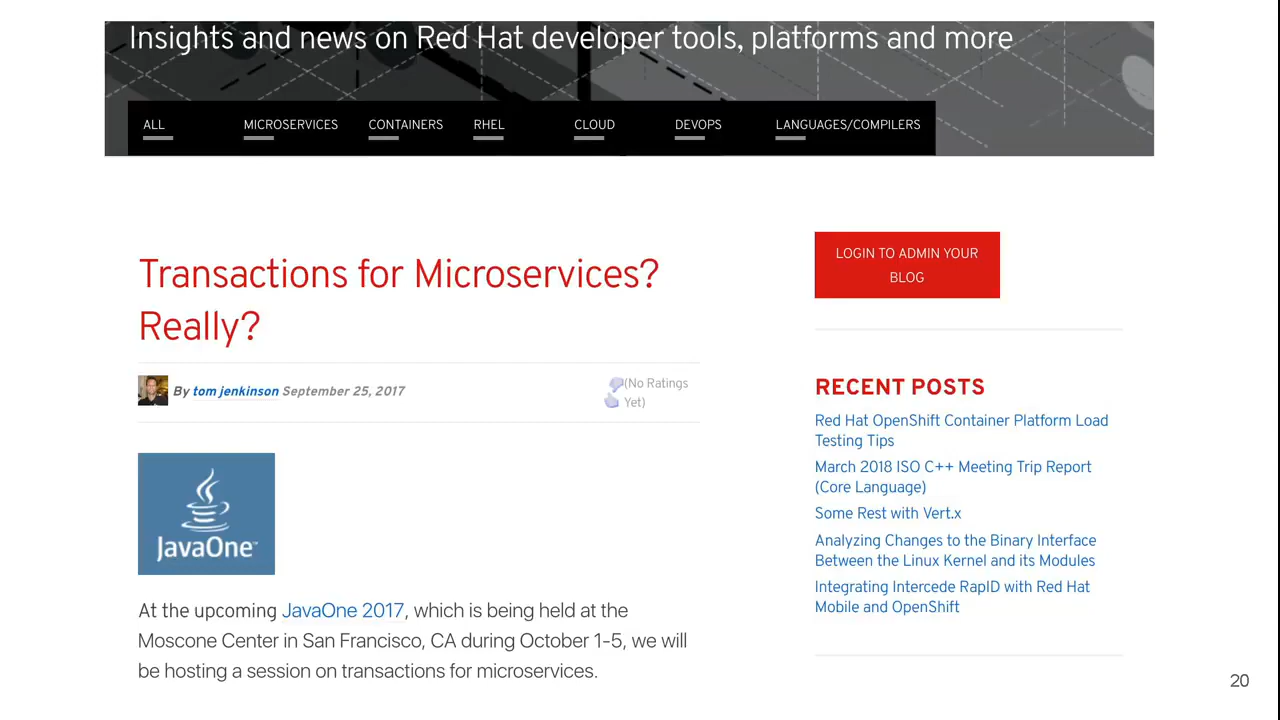 Insights and news on Red Hat developer tools, platforms and more
ALL MICROSERVICES CONTAINERS RHEL CLOUD DEVOPS LANGUAGES/COMPILERS
Transactions for Microservices?
Really?
By tom jenkinson September 25, 2017
(No Ratings
Yet)
JavaOne™
At the upcoming JavaOne 2017, which is being held at the
Moscone Center in San Francisco, CA during October 1-5, we will
be hosting a session on transactions for microservices.
LOGIN TO ADMIN YOUR
BLOG
RECENT POSTS
Red Hat OpenShift Container Platform Load
Testing Tips
March 2018 ISO C++ Meeting Trip Report
(Core Language)
Some Rest with Vert.x
Analyzing Changes to the Binary Interface
Between the Linux Kernel and its Modules
Integrating Intercede RapID with Red Hat
Mobile and OpenShift
20